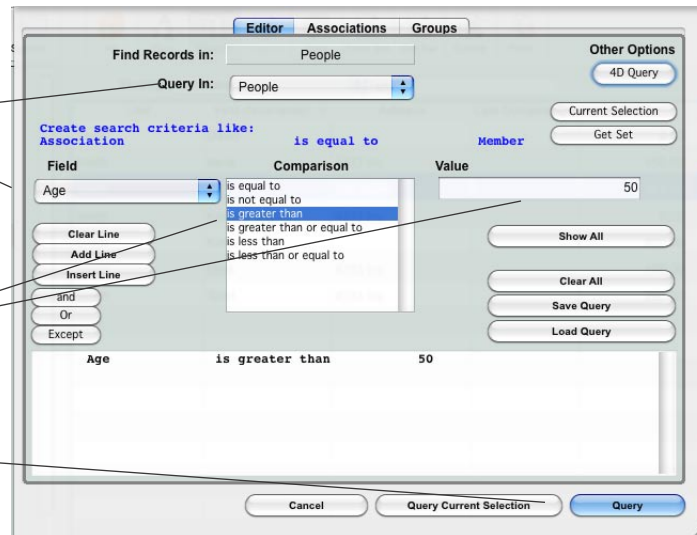 Editor Associations Groups
Find Records in: People
Other Options
4D Query
Query In: People
Current Selection
Get Set
Create search criteria like:
Association is equal to Member
Field Comparison Value
Age
is equal to
is not equal to
is greater than
is greater than or equal to
is less than
is less than or equal to
50
Clear Line
Add Line
Insert Line
and
Or
Except
Show All
Clear All
Save Query
Load Query
Age is greater than 50
Cancel Query Current Selection Query